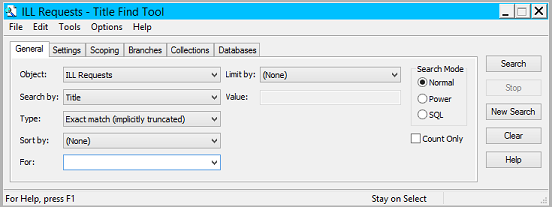 ILL Requests - Title Find Tool
File Edit Tools Options Help
General Settings Scoping Branches Collections Databases
Object: ILL Requests Limit by: (None) Search Mode Search
Search by: Title Value: Normal Stop
Type: Exact match (implicitly truncated) Power New Search
SQL
Sort by: (None) Count Only Clear
For: Help
For Help, press F1 Stay on Select